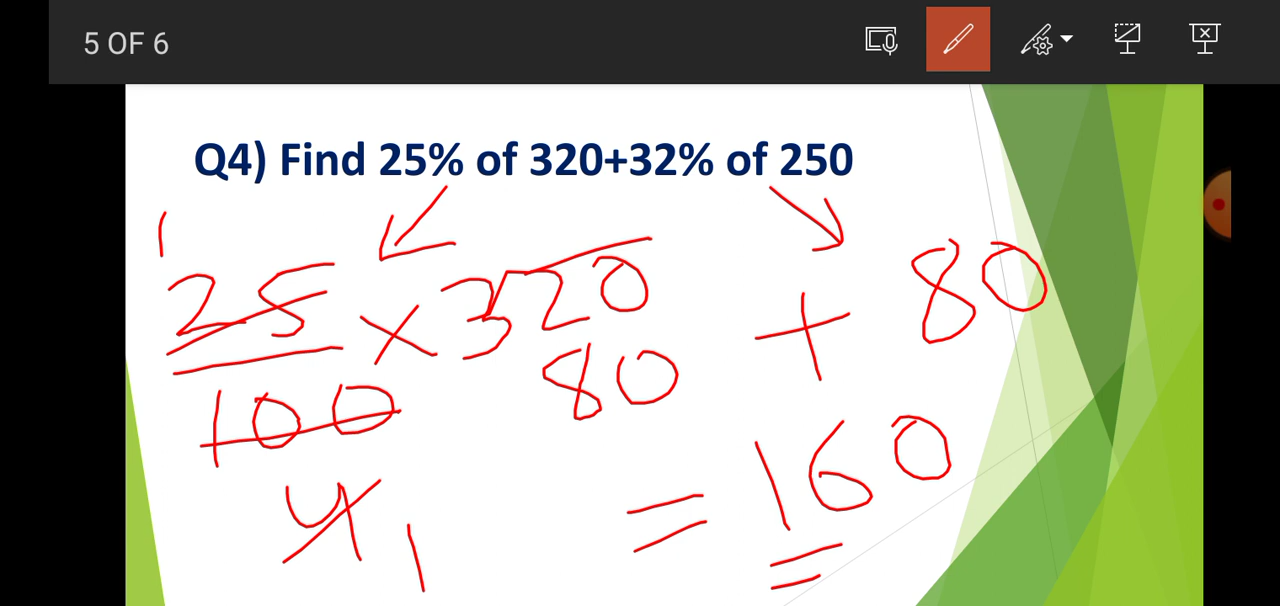 5 OF 6
Q4) Find 25% of 320+32% of 250
1
25 × 320 + 80
100 80
4 1 = 160